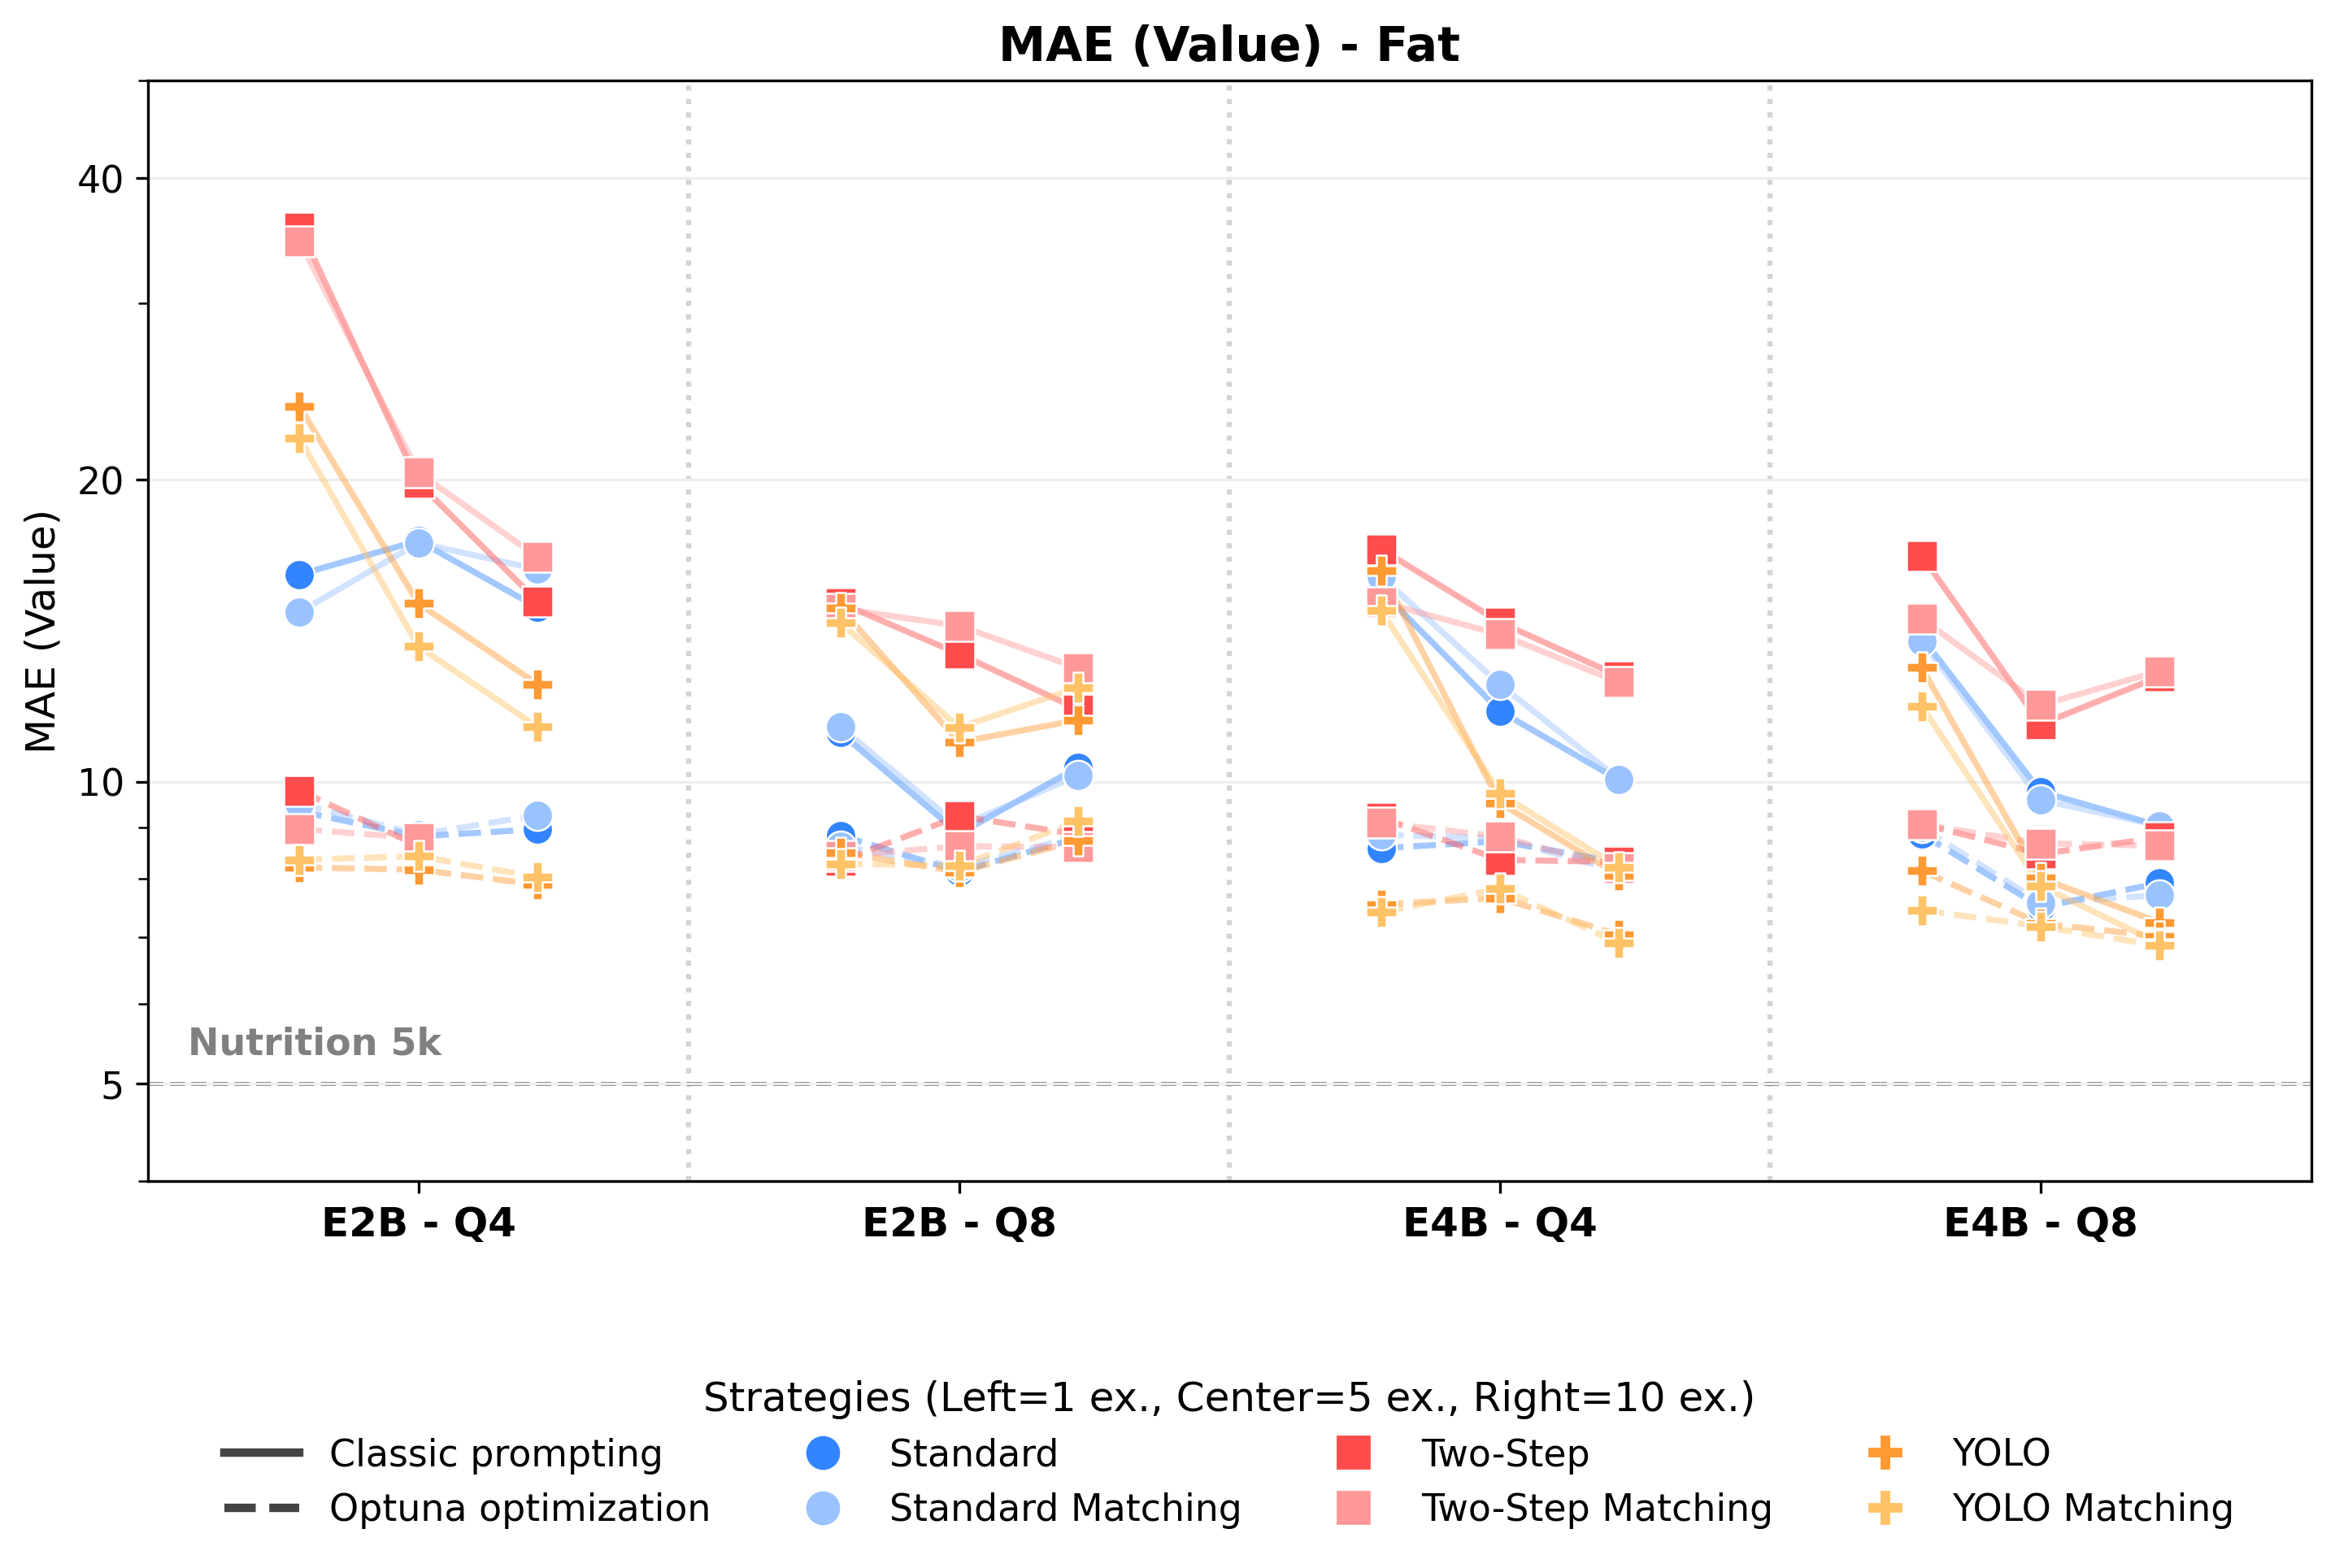 MAE (Value) - Fat
MAE (Value)
40
20
10
5
Nutrition 5k
E2B - Q4
E2B - Q8
E4B - Q4
E4B - Q8
Strategies (Left=1 ex., Center=5 ex., Right=10 ex.)
Classic prompting
Optuna optimization
Standard
Standard Matching
Two-Step
Two-Step Matching
YOLO
YOLO Matching